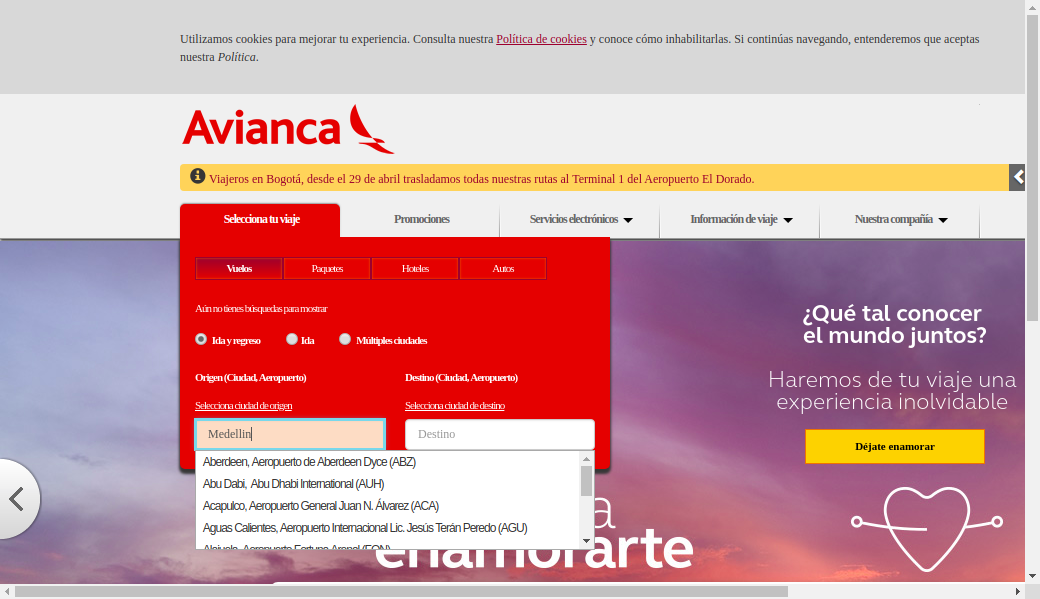 Utilizamos cookies para mejorar tu experiencia. Consulta nuestra Política de cookies y conoce cómo inhabilitarlas. Si continúas navegando, entenderemos que aceptas
nuestra Política.
Avianca
Viajeros en Bogotá, desde el 29 de abril trasladamos todas nuestras rutas al Terminal 1 del Aeropuerto El Dorado.
Selecciona tu viaje
Promociones
Servicios electrónicos
Información de viaje
Nuestra compañía
Vuelos
Paquetes
Hoteles
Autos
Aún no tienes búsquedas para mostrar
Ida y regreso
Ida
Múltiples ciudades
Origen (Ciudad, Aeropuerto)
Destino (Ciudad, Aeropuerto)
Selecciona ciudad de origen
Selecciona ciudad de destino
Medellin
Destino
Aberdeen, Aeropuerto de Aberdeen Dyce (ABZ)
Abu Dabi, Abu Dhabi International (AUH)
Acapulco, Aeropuerto General Juan N. Álvarez (ACA)
Aguas Calientes, Aeropuerto Internacional Lic. Jesús Terán Peredo (AGU)
¿Qué tal conocer
el mundo juntos?
Haremos de tu viaje una
experiencia inolvidable
Déjate enamorar
a
enamorarte